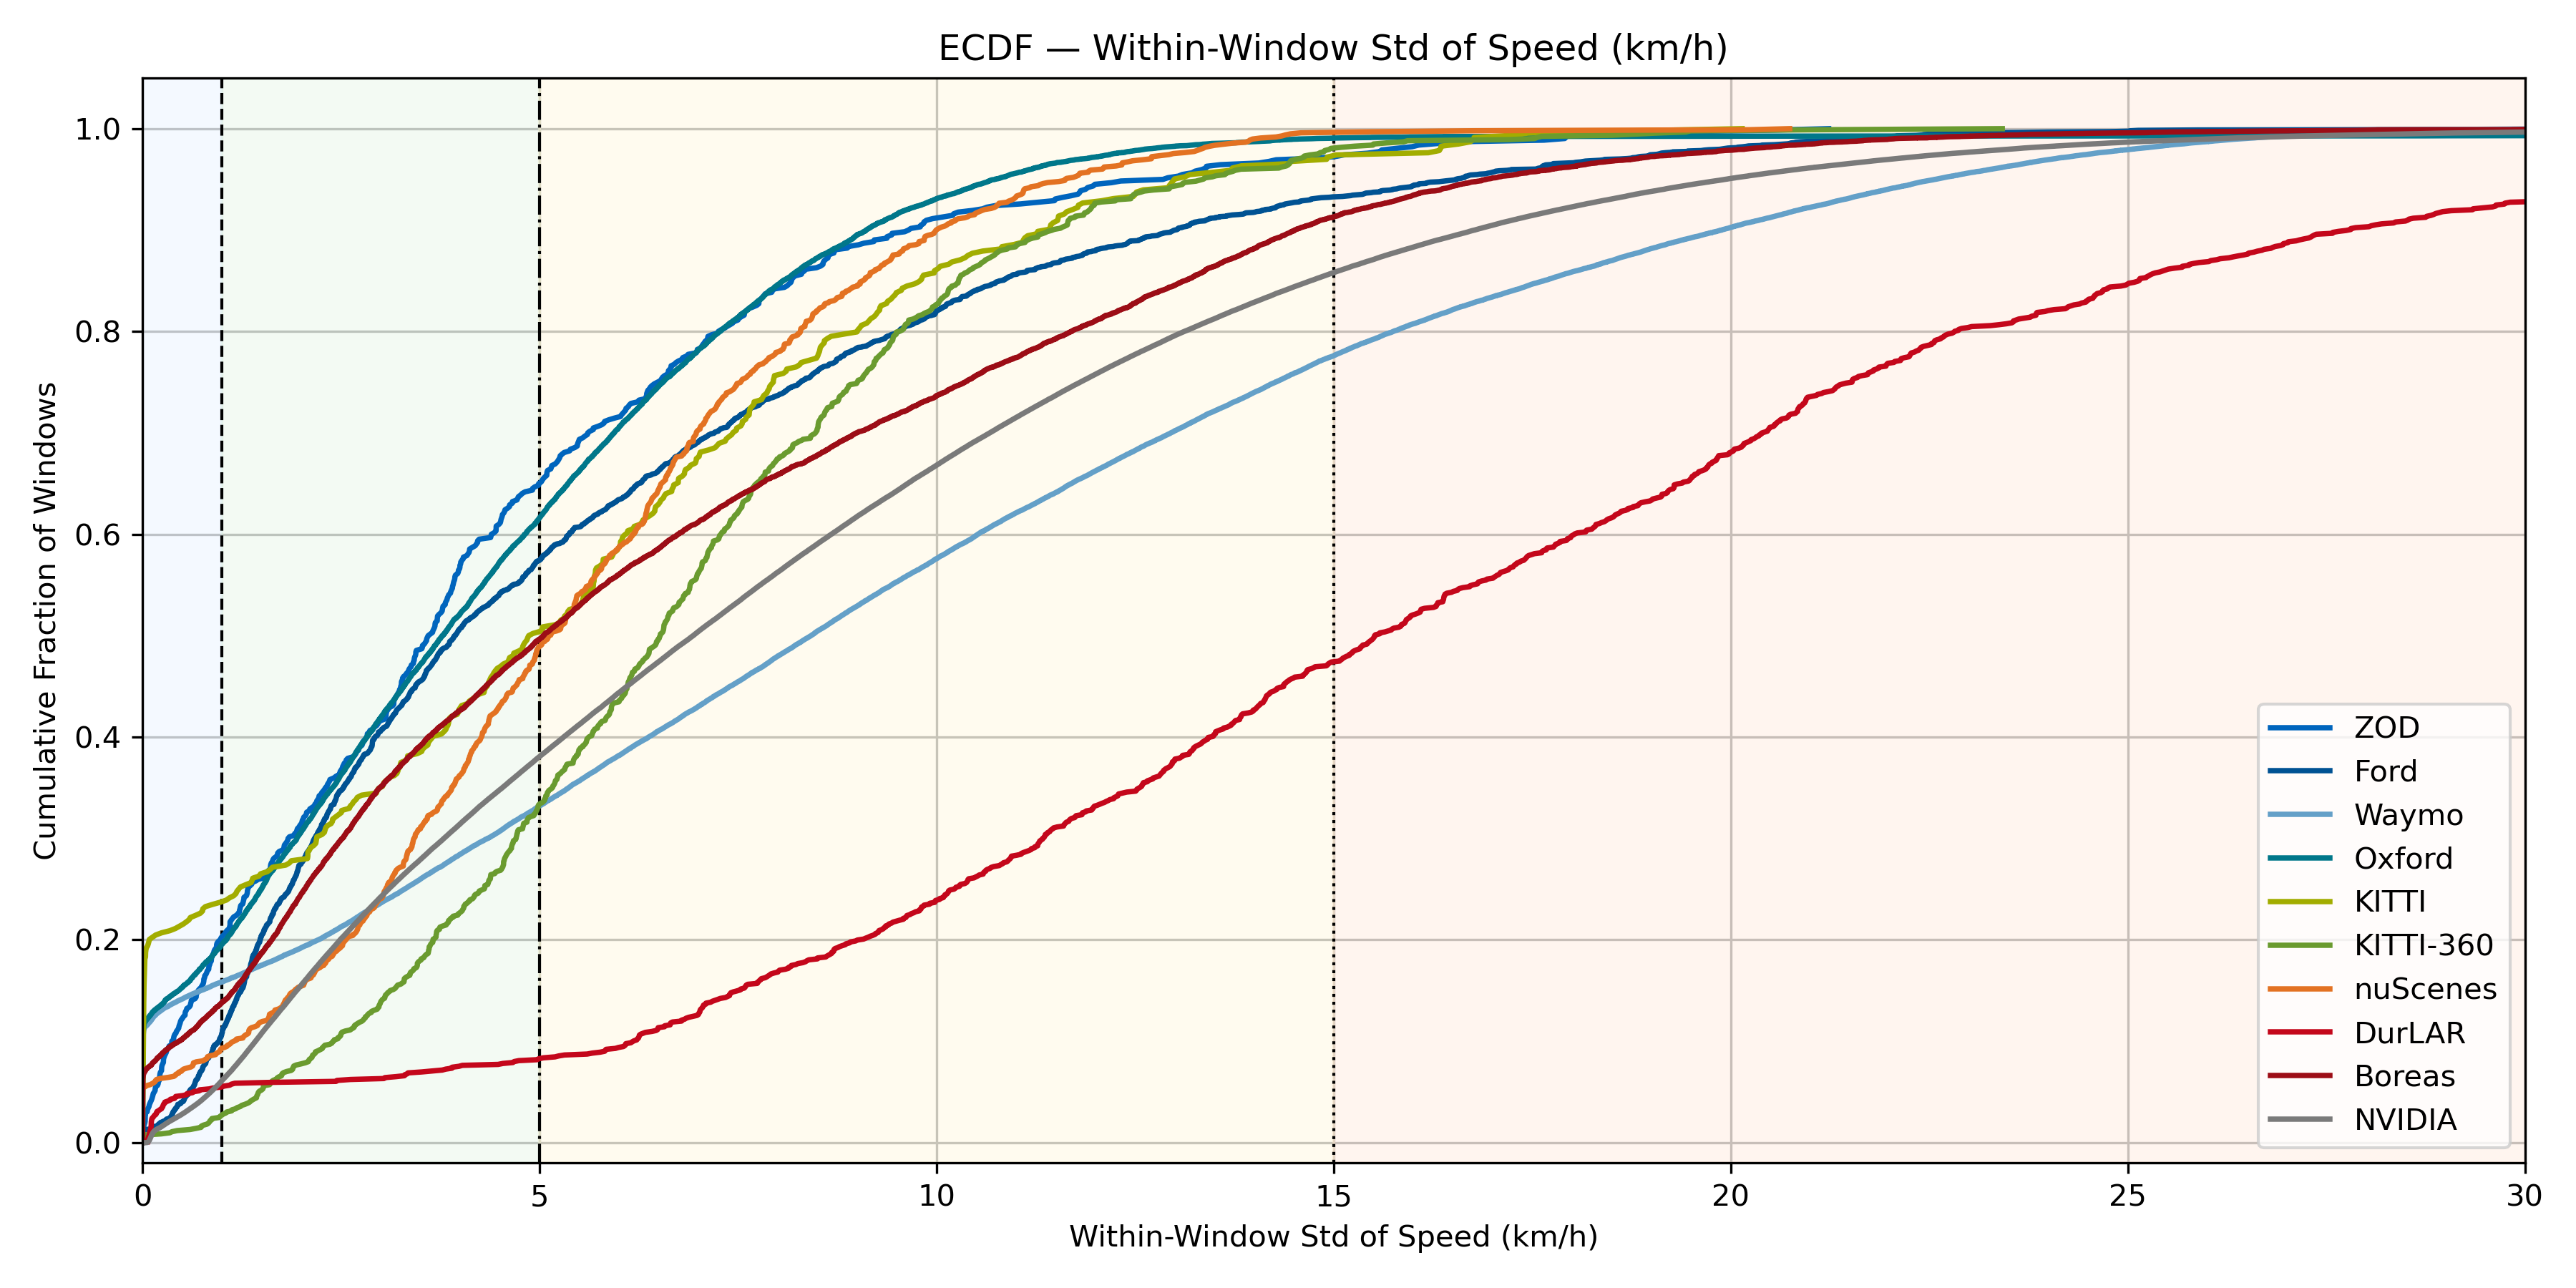 ECDF — Within-Window Std of Speed (km/h)
Cumulative Fraction of Windows
1.0
0.8
0.6
0.4
0.2
0.0
0 5 10 15 20 25 30
Within-Window Std of Speed (km/h)
ZOD
Ford
Waymo
Oxford
KITTI
KITTI-360
nuScenes
DurLAR
Boreas
NVIDIA